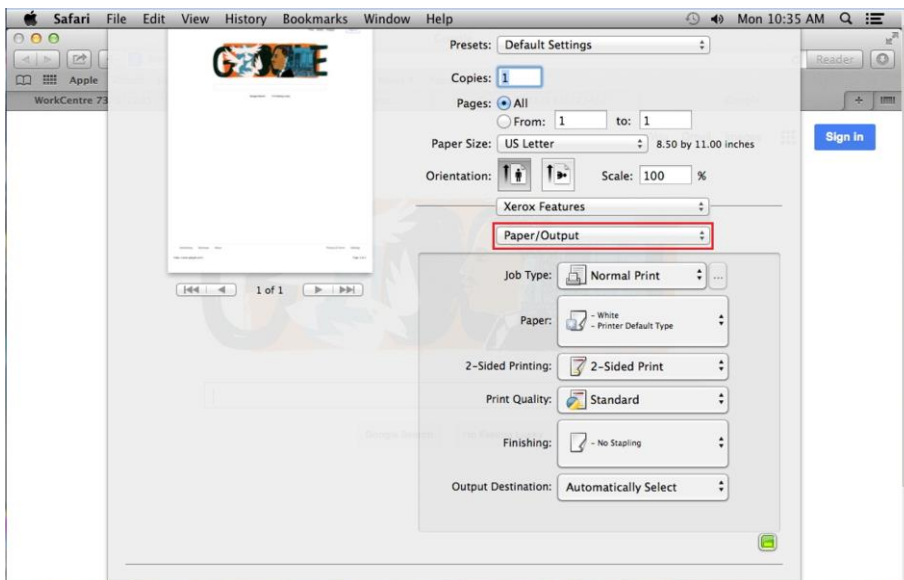 Safari File Edit View History Bookmarks Window Help Mon 10:35 AM
Reader
Apple
WorkCentre 73
Sign in
Presets: Default Settings
Copies: 1
Pages: All
From: 1 to: 1
Paper Size: US Letter 8.50 by 11.00 inches
Orientation: Scale: 100 %
Xerox Features
Paper/Output
1 of 1
Job Type: Normal Print ...
Paper: - White
- Printer Default Type
2-Sided Printing: 2-Sided Print
Print Quality: Standard
Google Search
Finishing: - No Stapling
Output Destination: Automatically Select